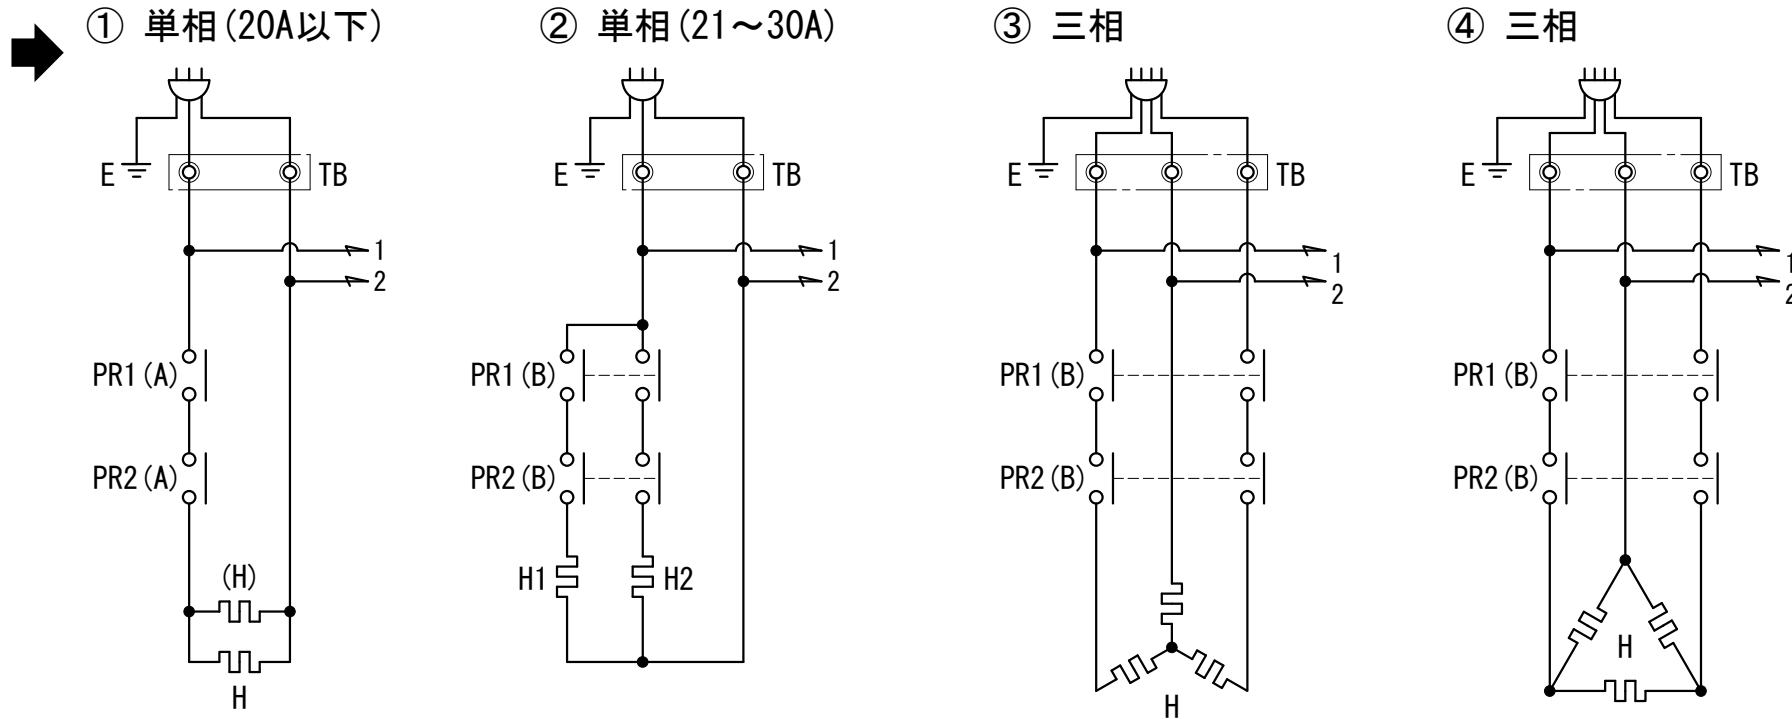 ① 単相(20A以下)
E
TB
1
2
PR1(A)
PR2(A)
(H)
H
② 単相(21～30A)
E
TB
1
2
PR1(B)
PR2(B)
H1
H2
③ 三相
E
TB
1
2
PR1(B)
PR2(B)
H
④ 三相
E
TB
1
2
PR1(B)
PR2(B)
H